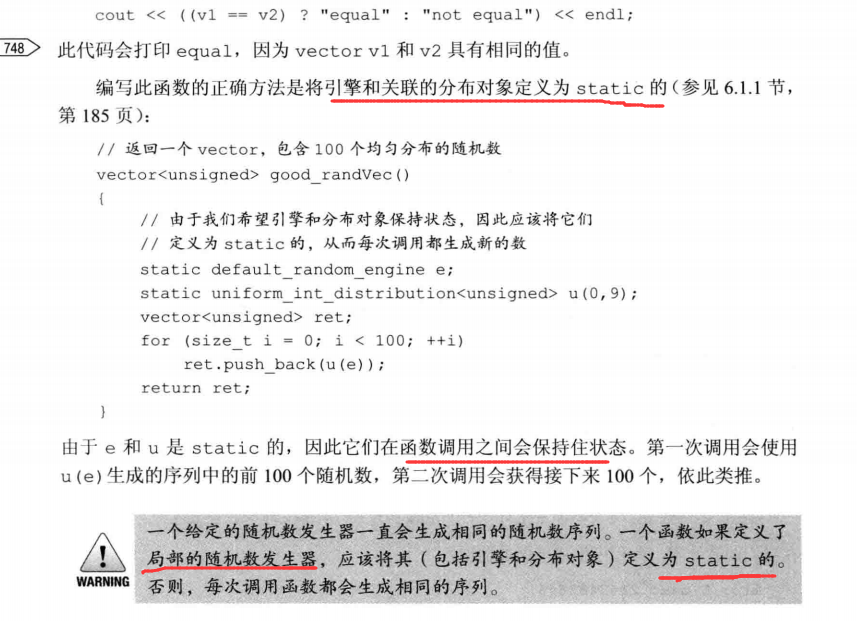 cout << ((v1 == v2) ? "equal" : "not equal") << endl;
748 此代码会打印 equal，因为 vector v1 和 v2 具有相同的值。
编写此函数的正确方法是将引擎和关联的分布对象定义为 static 的（参见 6.1.1 节，
第 185 页）：
// 返回一个 vector，包含 100 个均匀分布的随机数
vector<unsigned> good_randVec()
{
// 由于我们希望引擎和分布对象保持状态，因此应该将它们
// 定义为 static 的，从而每次调用都生成新的数
static default_random_engine e;
static uniform_int_distribution<unsigned> u(0,9);
vector<unsigned> ret;
for (size_t i = 0; i < 100; ++i)
ret.push_back(u(e));
return ret;
}
由于 e 和 u 是 static 的，因此它们在函数调用之间会保持住状态。第一次调用会使用
u(e)生成的序列中的前 100 个随机数，第二次调用会获得接下来 100 个，依此类推。
一个给定的随机数发生器一直会生成相同的随机数序列。一个函数如果定义了
局部的随机数发生器，应该将其（包括引擎和分布对象）定义为 static 的。
WARNING
否则，每次调用函数都会生成相同的序列。